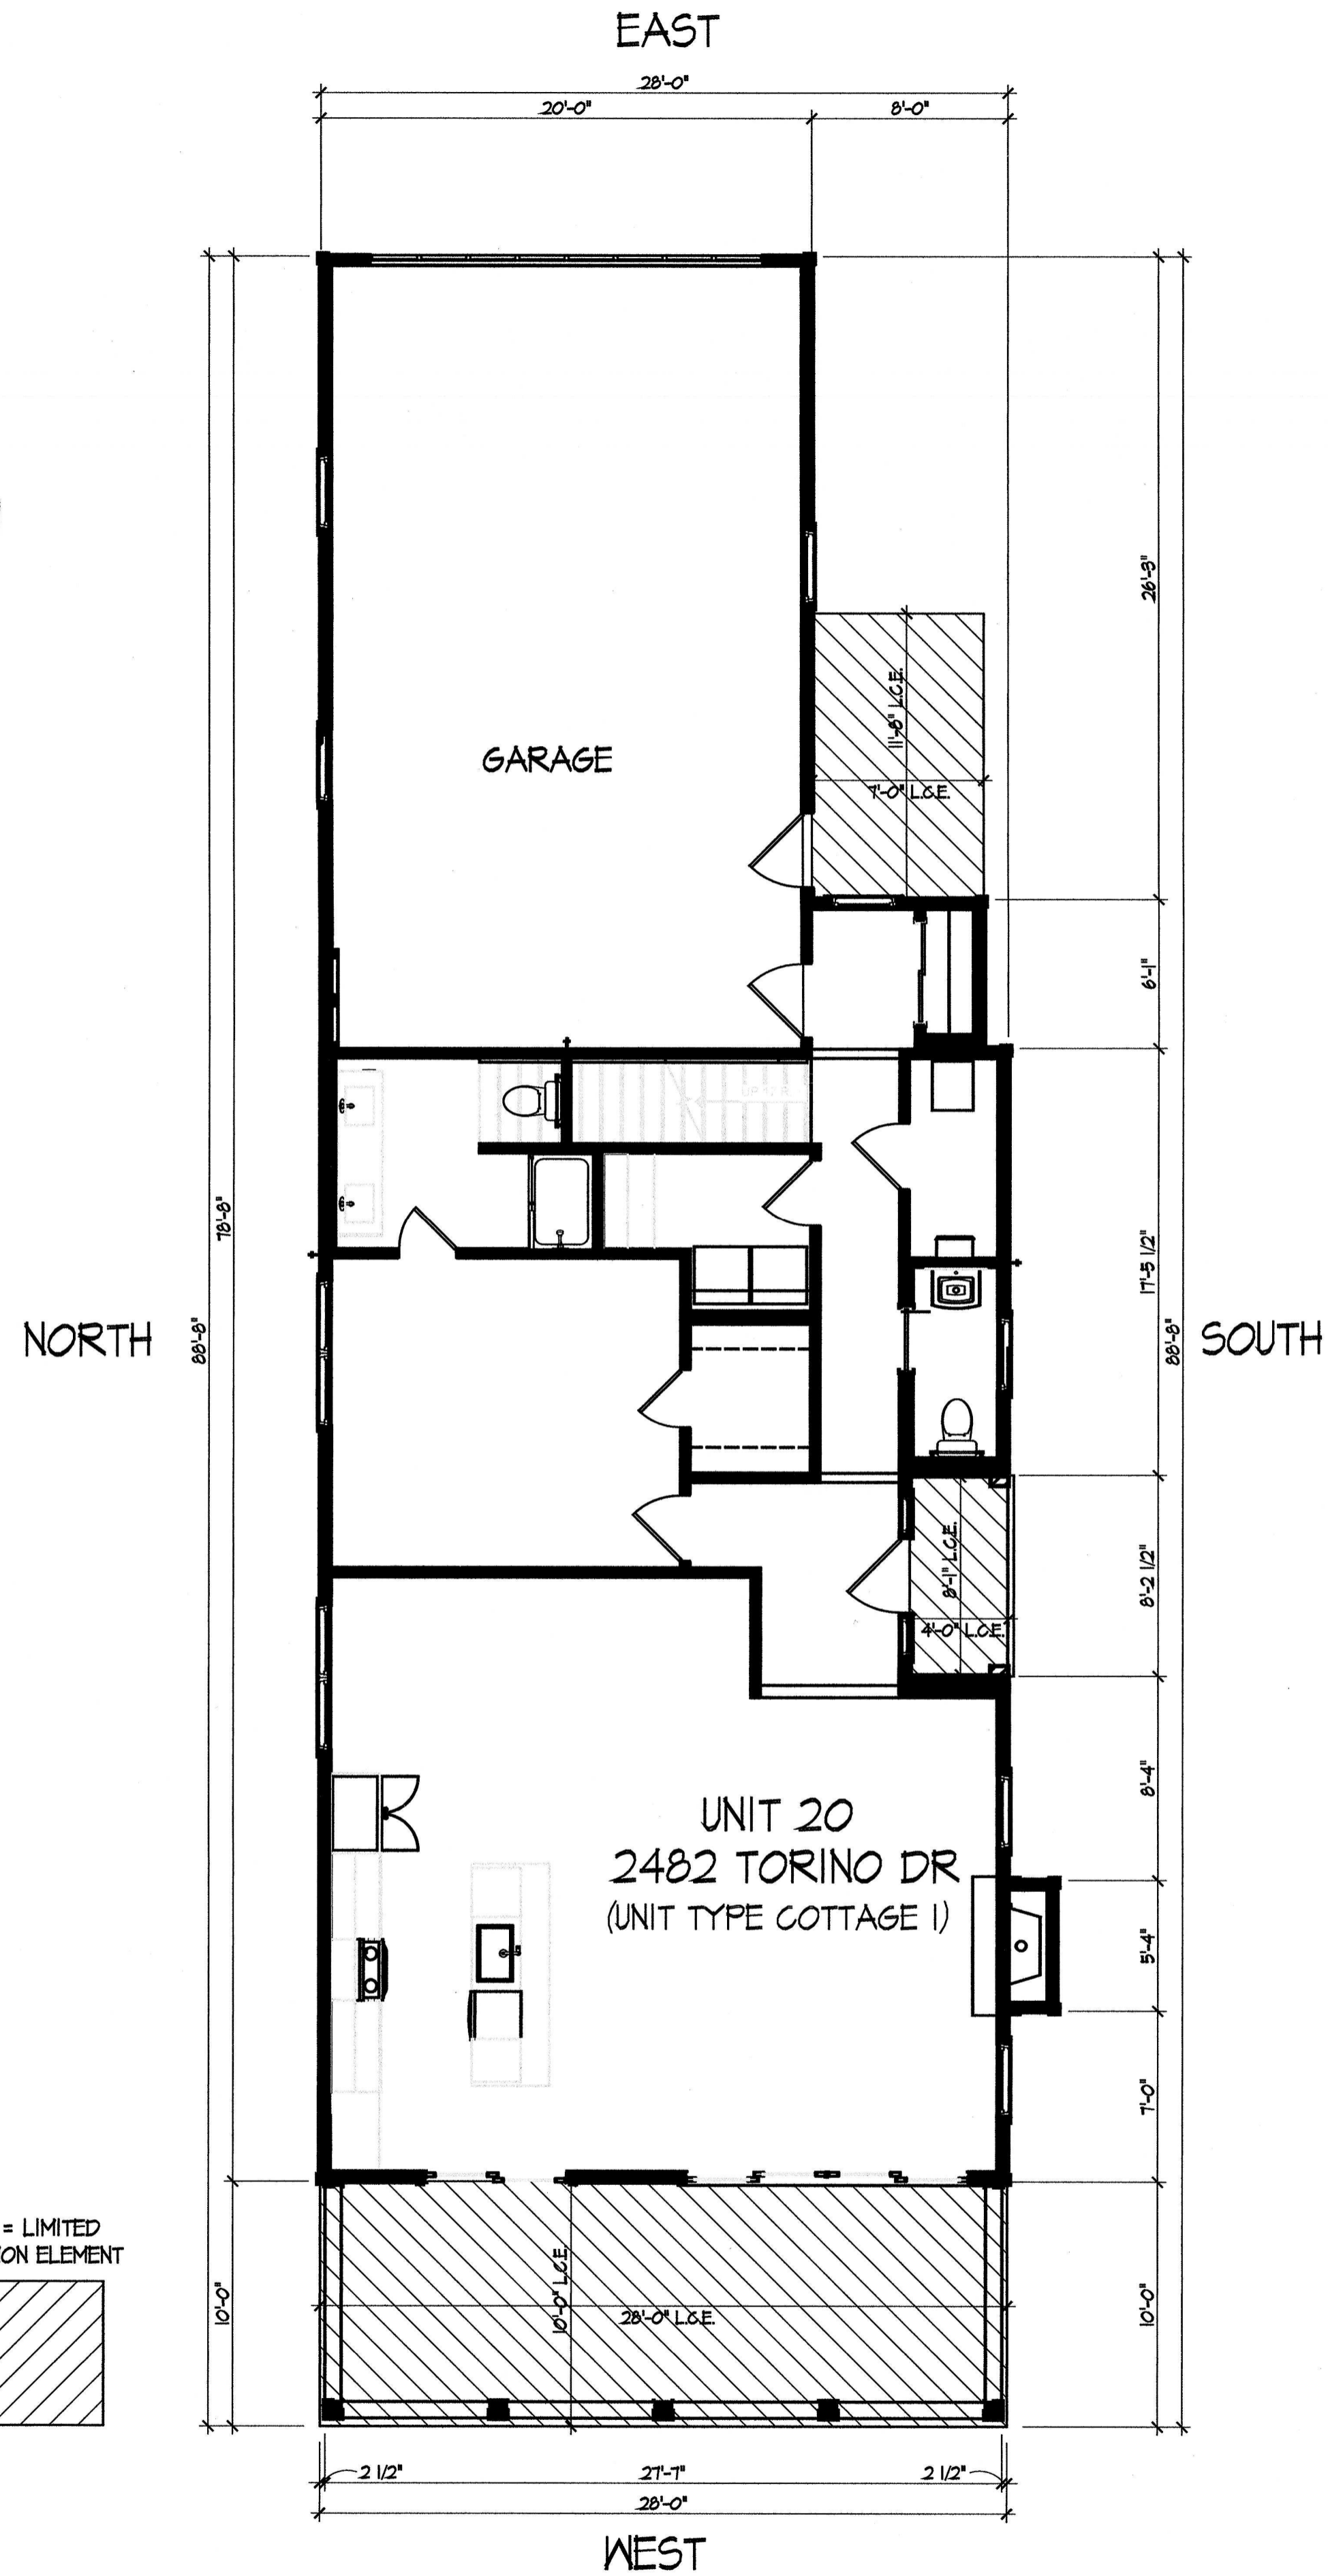 EAST
28'-0"
20'-0"
8'-0"
26'-3"
11'-8" L.C.E.
GARAGE
7'-0" L.C.E.
6'-1"
78'-8"
17'-5 1/2"
NORTH
88'-8"
88'-8"
SOUTH
8'-1" L.C.E.
8'-2 1/2"
4'-0" L.C.E.
8'-4"
UNIT 20
2482 TORINO DR
(UNIT TYPE COTTAGE 1)
5'-4"
7'-0"
= LIMITED
ON ELEMENT
10'-0"
10'-0" L.C.E.
28'-0" L.C.E.
10'-0"
2 1/2"
27'-7"
2 1/2"
28'-0"
WEST